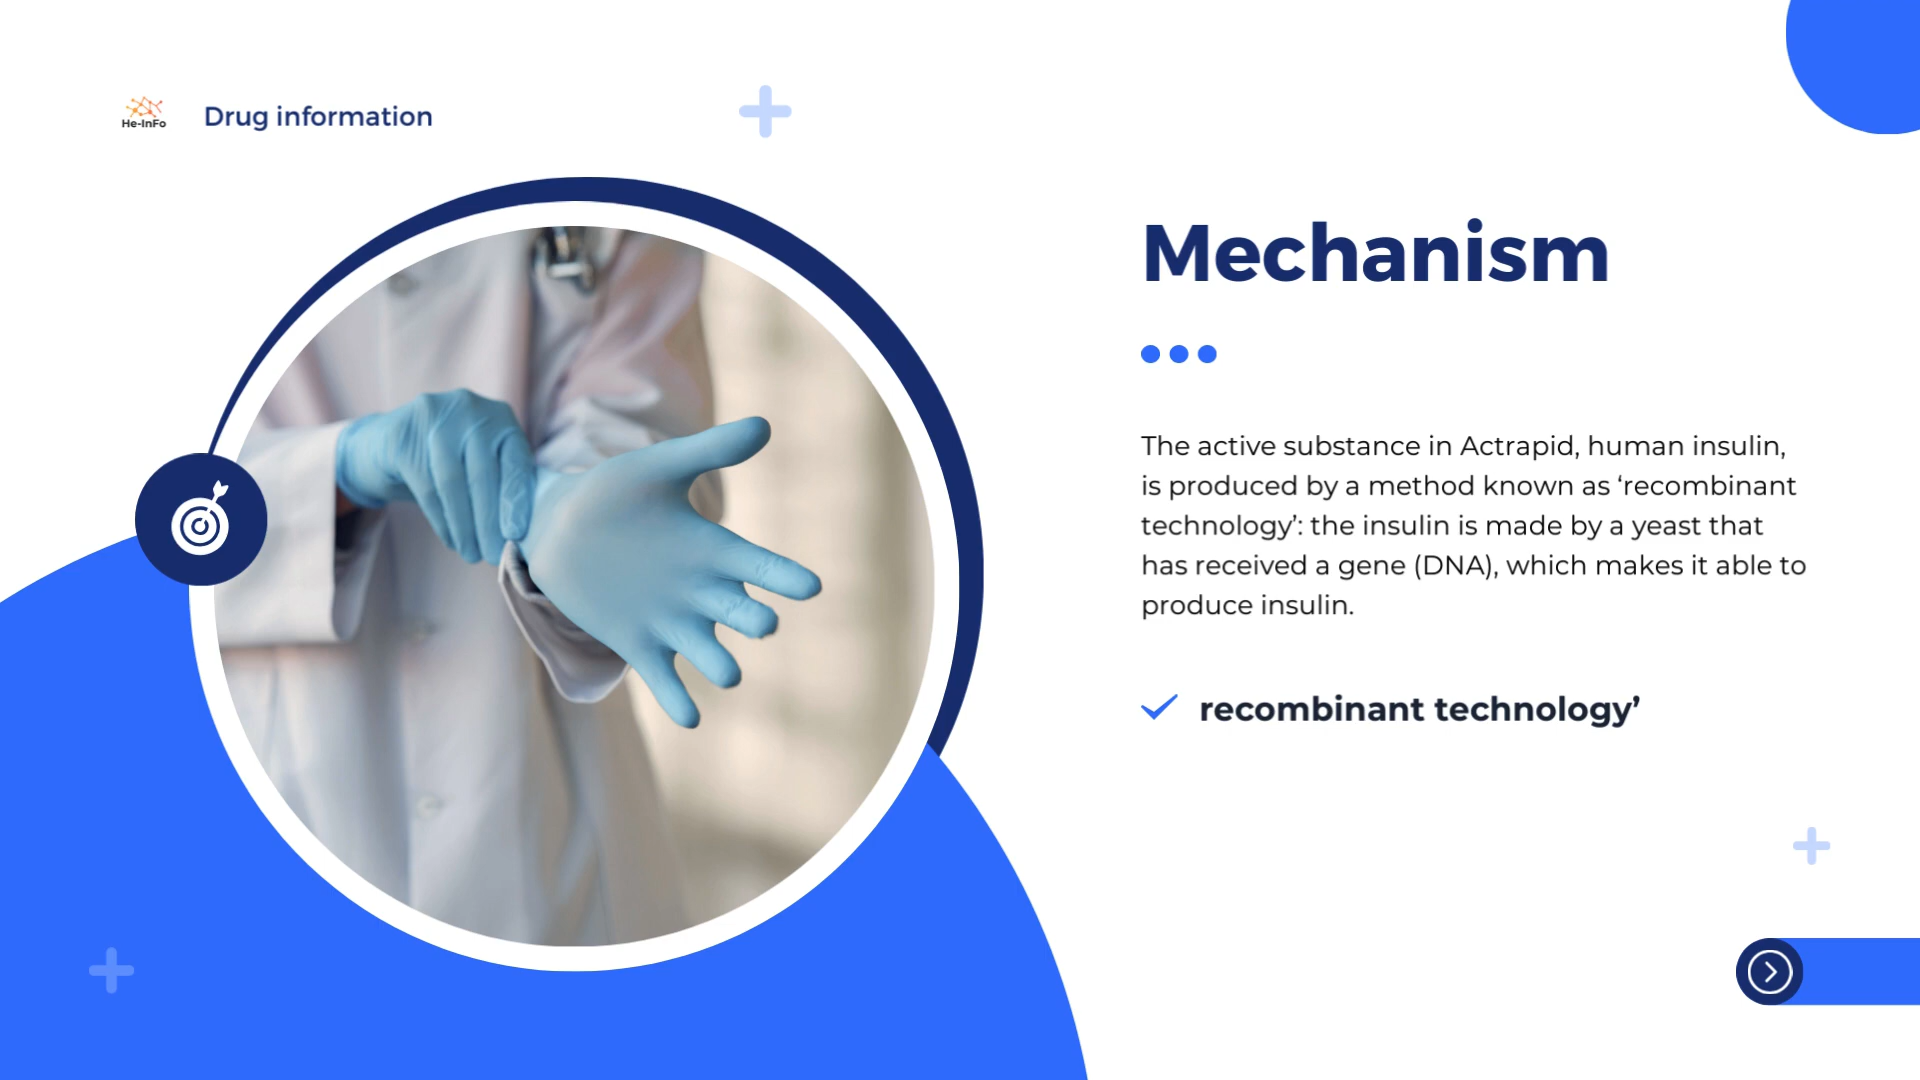 He-InFo
Drug information
Mechanism
The active substance in Actrapid, human insulin,
is produced by a method known as ‘recombinant
technology’: the insulin is made by a yeast that
has received a gene (DNA), which makes it able to
produce insulin.
recombinant technology’